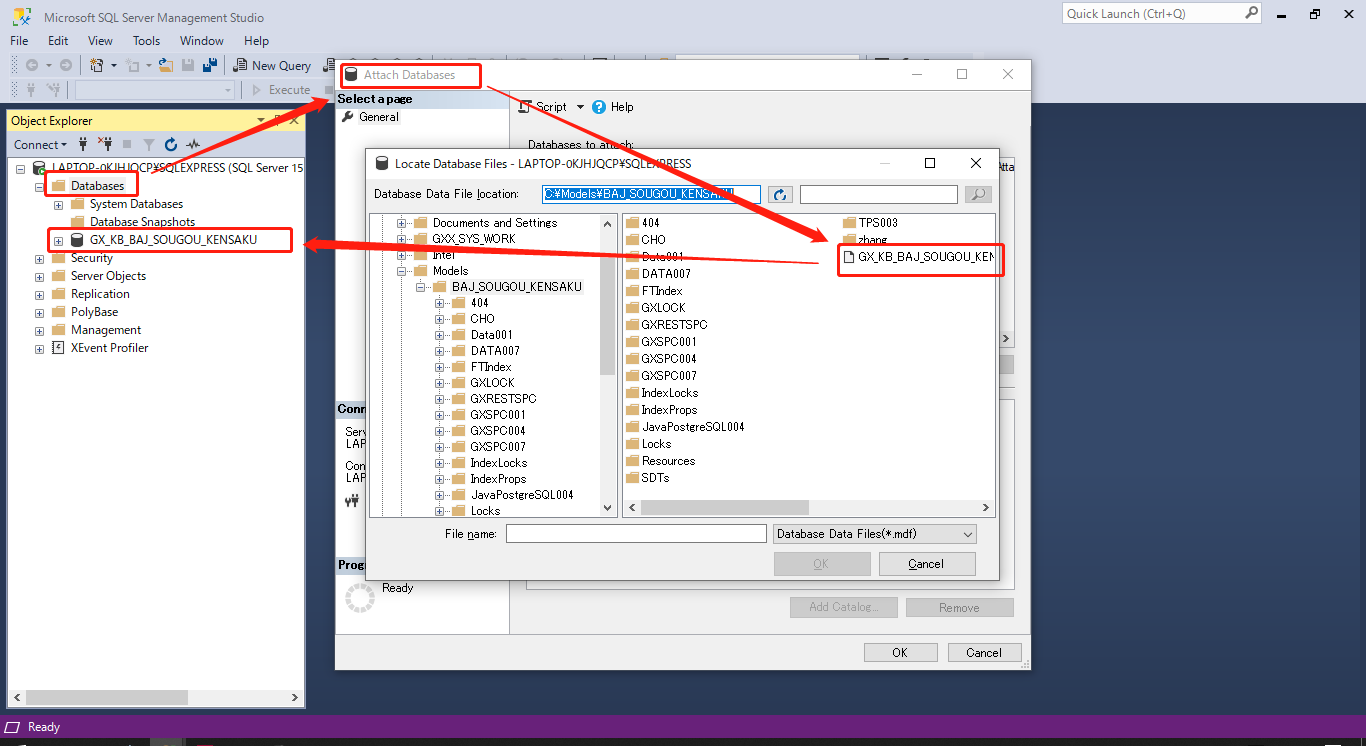 Microsoft SQL Server Management Studio
Quick Launch (Ctrl+Q)
File Edit View Tools Window Help
New Query
Execute
Object Explorer
Connect
LAPTOP-0KJHJQCP¥SQLEXPRESS (SQL Server 15
Databases
System Databases
Database Snapshots
GX_KB_BAJ_SOUGOU_KENSAKU
Security
Server Objects
Replication
PolyBase
Management
XEvent Profiler
Attach Databases
Select a page
General
Script
Help
Databases to attach:
Locate Database Files - LAPTOP-0KJHJQCP¥SQLEXPRESS
Database Data File location:
C:¥Models¥BAJ_SOUGOU_KENSAKU
Documents and Settings
GXX_SYS_WORK
Intel
Models
BAJ_SOUGOU_KENSAKU
404
CHO
Data001
DATA007
FTIndex
GXLOCK
GXRESTSPC
GXSPC001
GXSPC004
GXSPC007
IndexLocks
IndexProps
JavaPostgreSQL004
Locks
404
CHO
Data001
DATA007
FTIndex
GXLOCK
GXRESTSPC
GXSPC001
GXSPC004
GXSPC007
IndexLocks
IndexProps
JavaPostgreSQL004
Locks
Resources
SDTs
TPS003
zhang
GX_KB_BAJ_SOUGOU_KEN
File name:
Database Data Files(*.mdf)
OK
Cancel
Ready
Add Catalog...
Remove
OK
Cancel
Ready